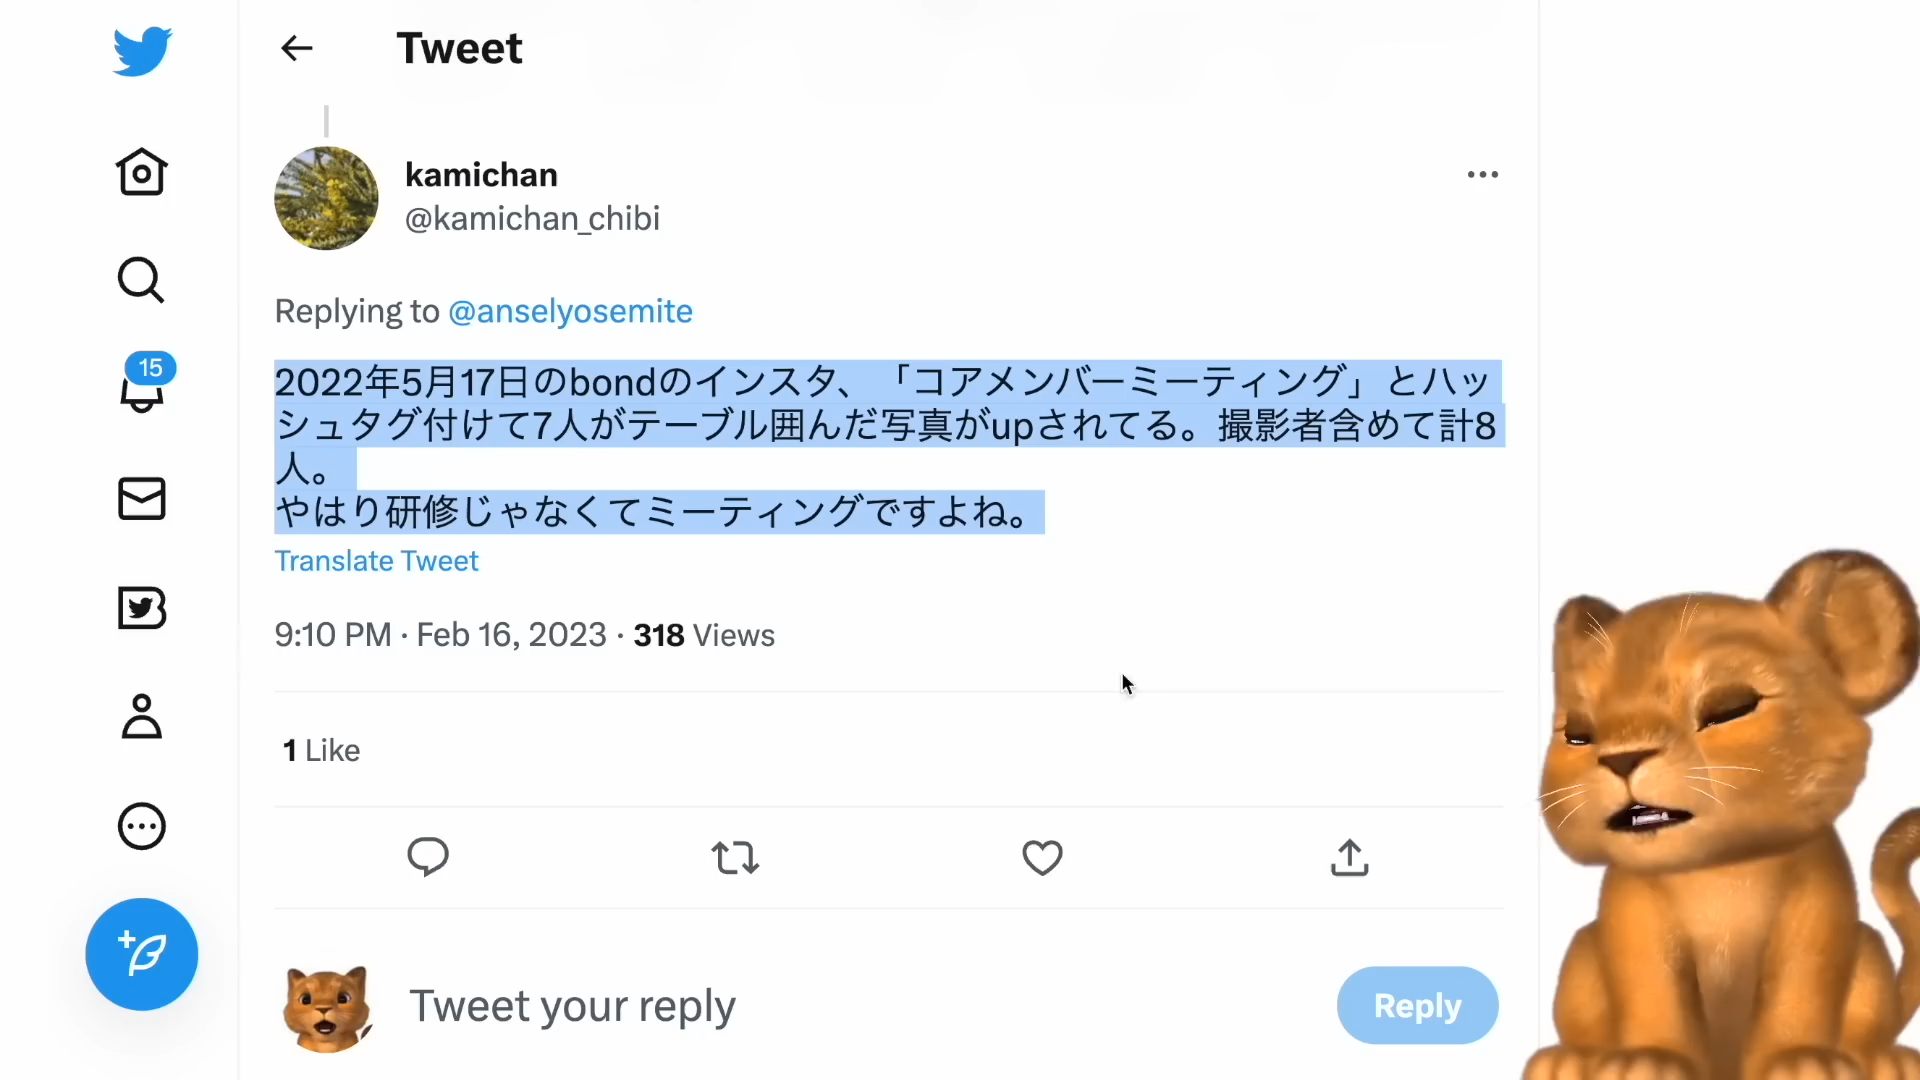 Tweet
kamichan
@kamichan_chibi
Replying to @anselyosemite
15
2022年5月17日のbondのインスタ、「コアメンバーミーティング」とハッ
シュタグ付けて7人がテーブル囲んだ写真がupされてる。撮影者含めて計8
人。
やはり研修じゃなくてミーティングですよね。
Translate Tweet
9:10 PM · Feb 16, 2023 · 318 Views
1 Like
Tweet your reply
Reply